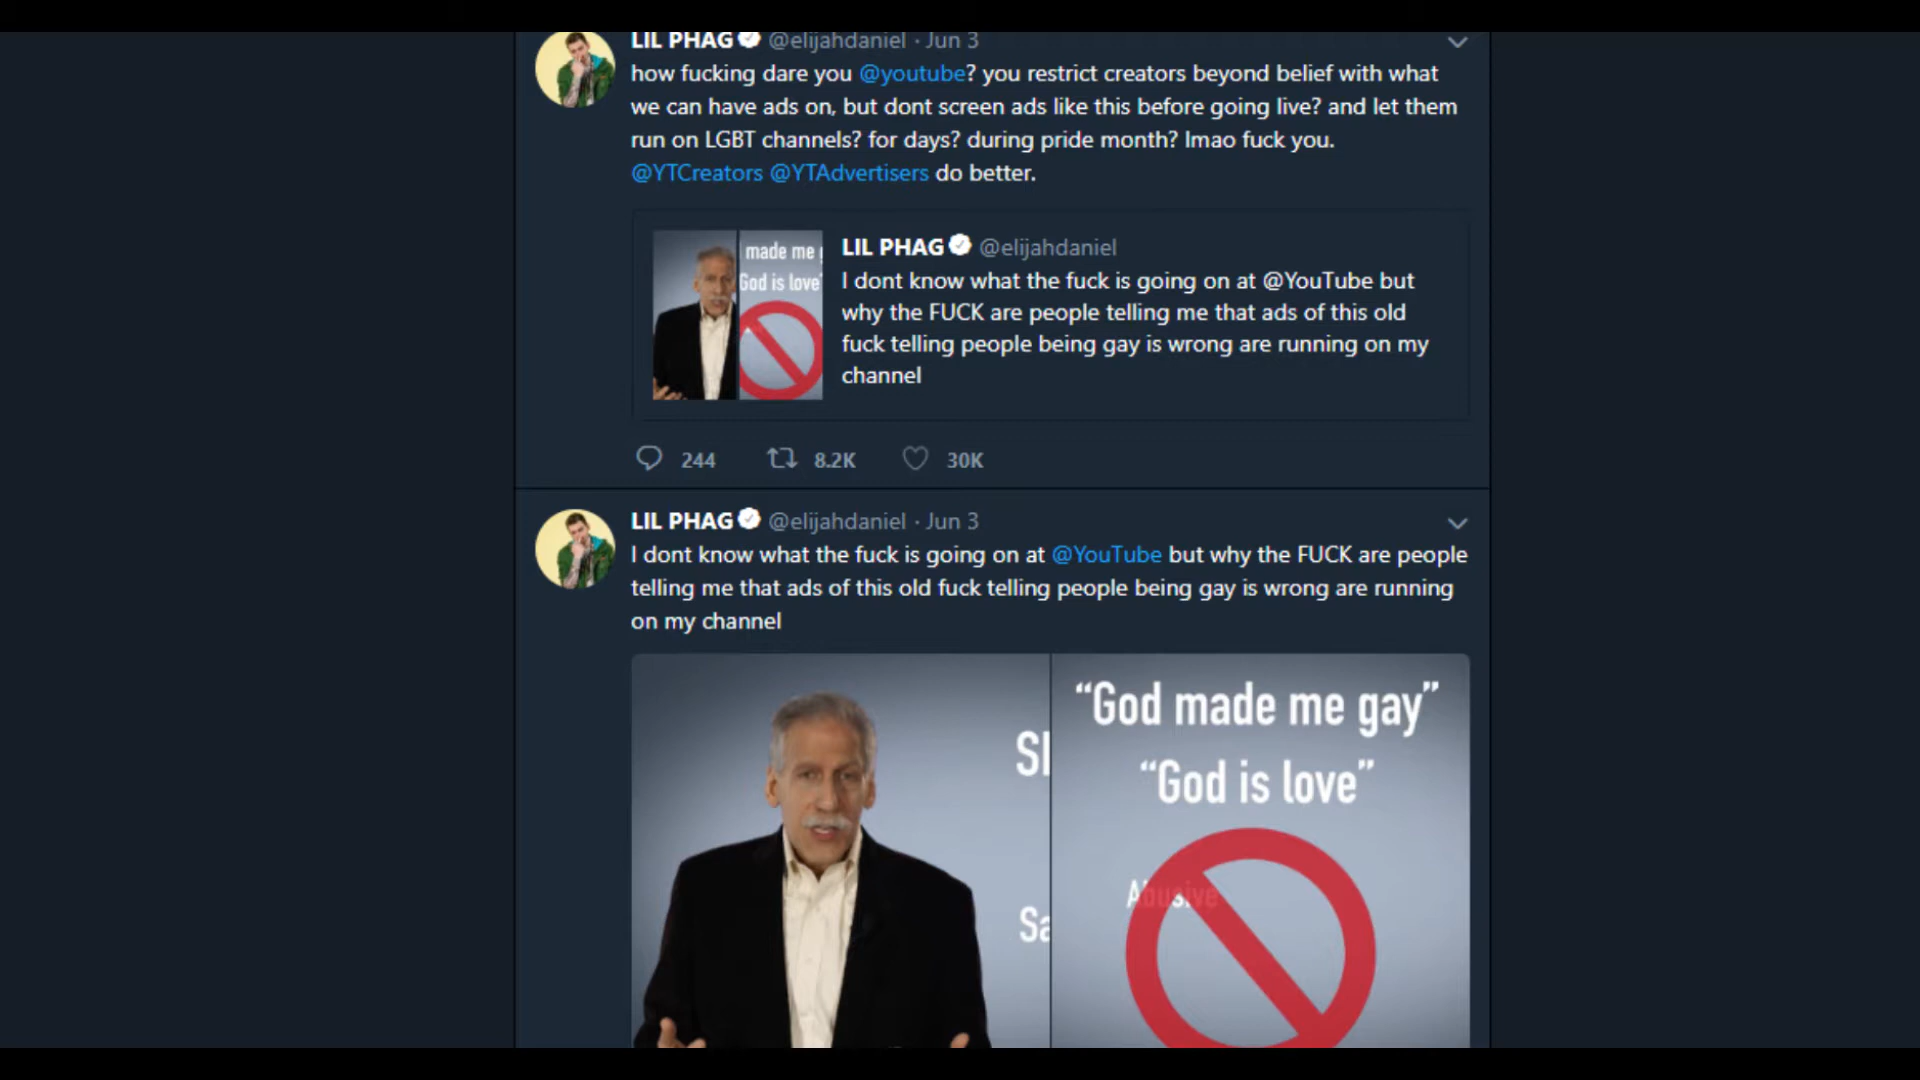 LIL PHAG @elijahdaniel · Jun 3
how fucking dare you @youtube? you restrict creators beyond belief with what
we can have ads on, but dont screen ads like this before going live? and let them
run on LGBT channels? for days? during pride month? lmao fuck you.
@YTCreators @YTAdvertisers do better.
made me
God is love"
LIL PHAG @elijahdaniel
I dont know what the fuck is going on at @YouTube but
why the FUCK are people telling me that ads of this old
fuck telling people being gay is wrong are running on my
channel
244 8.2K 30K
LIL PHAG @elijahdaniel · Jun 3
I dont know what the fuck is going on at @YouTube but why the FUCK are people
telling me that ads of this old fuck telling people being gay is wrong are running
on my channel
“God made me gay”
“God is love”
Abusive